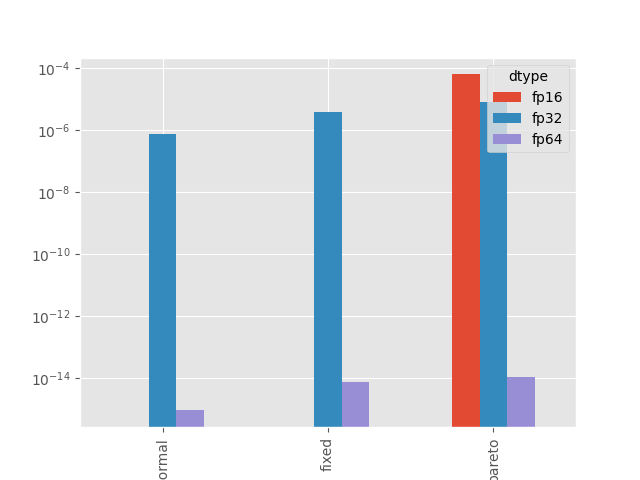 10⁻⁴
10⁻⁶
10⁻⁸
10⁻¹⁰
10⁻¹²
10⁻¹⁴
dtype
fp16
fp32
fp64
ormal
fixed
pareto